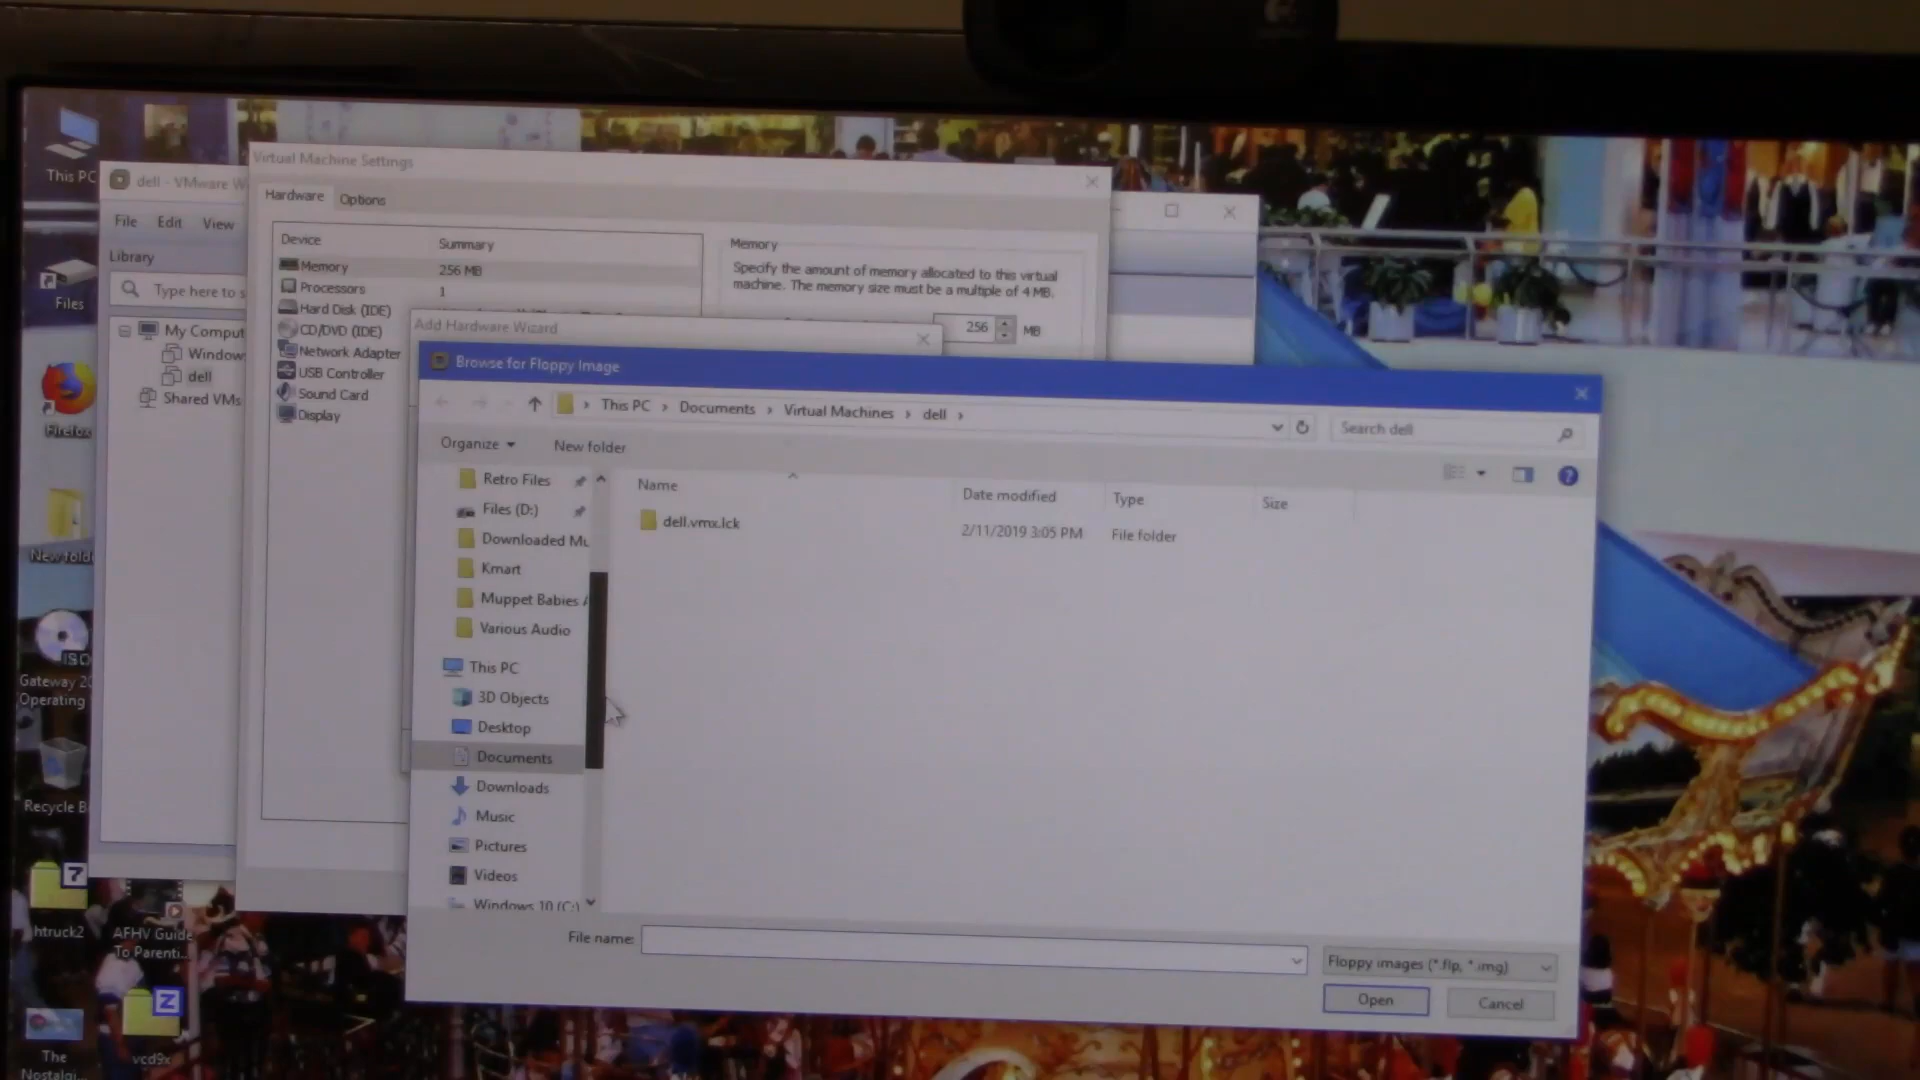 This PC
Files
Firefox
New fold
ISO
Gateway 20
Operating
Recycle B
htruck2
AFHV Guide
To Parenti...
The
Nostalgi...
vcd9x
dell - VMware W
File Edit View
Library
Type here to s
My Comput
Window
dell
Shared VMs
Virtual Machine Settings
Hardware Options
Device Summary
Memory 256 MB
Processors 1
Hard Disk (IDE)
CD/DVD (IDE)
Network Adapter
USB Controller
Sound Card
Display
Memory
Specify the amount of memory allocated to this virtual
machine. The memory size must be a multiple of 4 MB.
256 MB
Add Hardware Wizard
Browse for Floppy Image
This PC > Documents > Virtual Machines > dell >
Search dell
Organize New folder
Retro Files
Files (D:)
Downloaded Mu
Kmart
Muppet Babies A
Various Audio
This PC
3D Objects
Desktop
Documents
Downloads
Music
Pictures
Videos
Windows 10 (C:)
Name Date modified Type Size
dell.vmx.lck 2/11/2019 3:05 PM File folder
File name:
Floppy images (*.flp, *.img)
Open Cancel